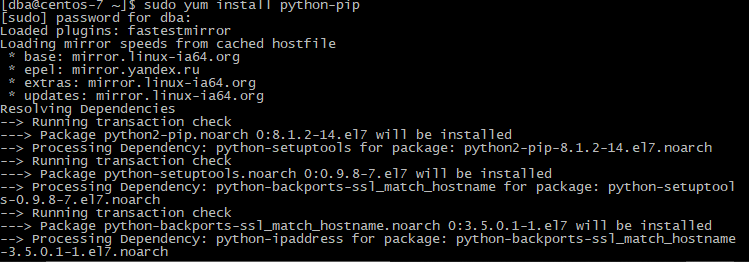 [dba@centos-7 ~]$ sudo yum install python-pip
[sudo] password for dba:
Loaded plugins: fastestmirror
Loading mirror speeds from cached hostfile
 * base: mirror.linux-ia64.org
 * epel: mirror.yandex.ru
 * extras: mirror.linux-ia64.org
 * updates: mirror.linux-ia64.org
Resolving Dependencies
--> Running transaction check
---> Package python2-pip.noarch 0:8.1.2-14.el7 will be installed
--> Processing Dependency: python-setuptools for package: python2-pip-8.1.2-14.el7.noarch
--> Running transaction check
---> Package python-setuptools.noarch 0:0.9.8-7.el7 will be installed
--> Processing Dependency: python-backports-ssl_match_hostname for package: python-setuptool
s-0.9.8-7.el7.noarch
--> Running transaction check
---> Package python-backports-ssl_match_hostname.noarch 0:3.5.0.1-1.el7 will be installed
--> Processing Dependency: python-ipaddress for package: python-backports-ssl_match_hostname
-3.5.0.1-1.el7.noarch